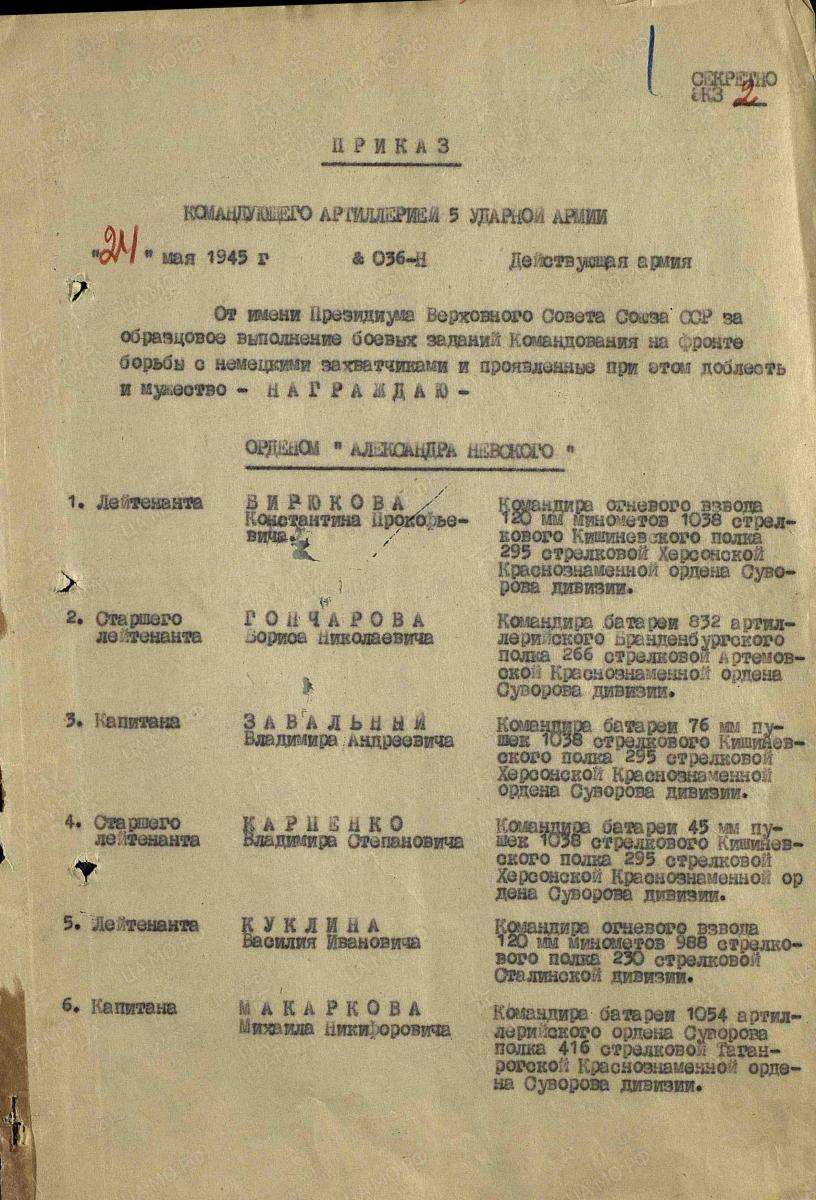 СЕКРЕТНО
ЭКЗ 2
ПРИКАЗ
КОМАНДУЮЩЕГО АРТИЛЛЕРИЕЙ 5 УДАРНОЙ АРМИИ
"24" мая 1945 г & 036-Н Действующая армия
От имени Президиума Верховного Совета Союза ССР за
образцовое выполнение боевых заданий Командования на фронте
борьбы с немецкими захватчиками и проявленные при этом доблесть
и мужество - НАГРАЖДАЮ -
ОРДЕНОМ " АЛЕКСАНДРА НЕВСКОГО "
1. Лейтенанта
БИРЮКОВА
Константина Прокофье-
вича.
Командира огневого взвода
120 мм минометов 1038 стрел-
кового Кишиневского полка
295 стрелковой Херсонской
Краснознаменной ордена Суво-
рова дивизии.
2. Старшего
лейтенанта
ГОНЧАРОВА
Бориса Николаевича
Командира батареи 832 артил-
лерийского Бранденбургского
полка 266 стрелковой Артемов-
ской Краснознаменной ордена
Суворова дивизии.
3. Капитана
ЗАВАЛЬНЫЙ
Владимира Андреевича
Командира батареи 76 мм пу-
шек 1038 стрелкового Кишинев-
ского полка 295 стрелковой
Херсонской Краснознаменной
ордена Суворова дивизии.
4. Старшего
лейтенанта
КАРПЕНКО
Владимира Степановича
Командира батареи 45 мм пу-
шек 1038 стрелкового Кишинев-
ского полка 295 стрелковой
Херсонской Краснознаменной ор
дена Суворова дивизии.
5. Лейтенанта
КУКЛИНА
Василия Ивановича
Командира огневого взвода
120 мм минометов 988 стрелко-
вого полка 230 стрелковой
Сталинской дивизии.
6. Капитана
МАКАРКОВА
Михаила Никифоровича
Командира батареи 1054 артил-
лерийского ордена Суворова
полка 416 стрелковой Таган-
рогской Краснознаменной орде-
на Суворова дивизии.